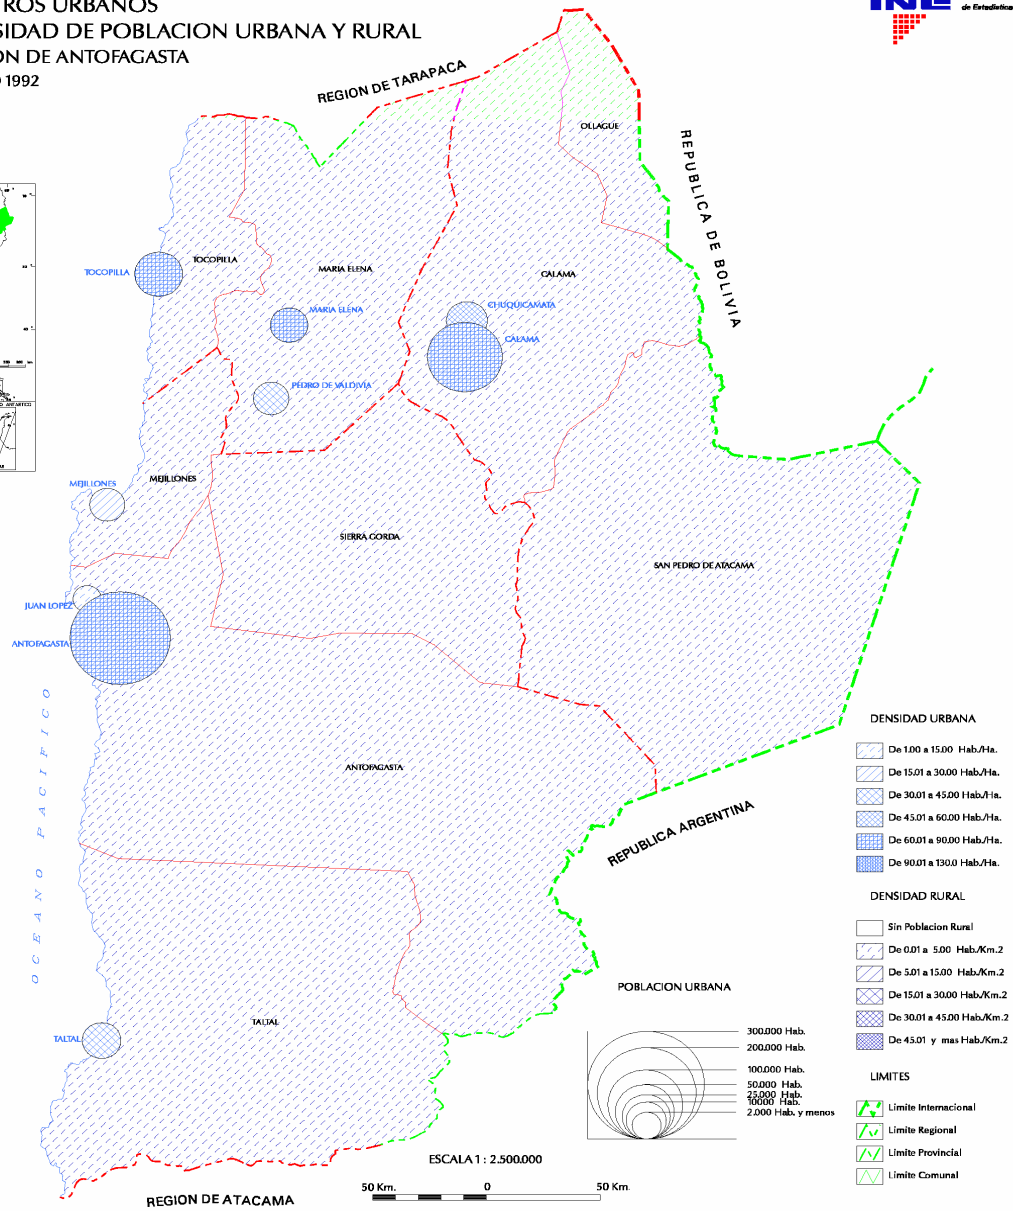 ROS URBANOS
SIDAD DE POBLACION URBANA Y RURAL
ON DE ANTOFAGASTA
1992
INE
de Estadistica
REGION DE TARAPACA
OLLAGUE
REPUBLICA DE BOLIVIA
TOCOPILLA
TOCOPILLA
MARIA ELENA
CALAMA
MARIA ELENA
CHUQUICAMATA
CALAMA
PEDRO DE VALDIVIA
MEJILLONES
MEJILLONES
SIERRA GORDA
SAN PEDRO DE ATACAMA
JUAN LOPEZ
ANTOFAGASTA
OCEANO PACIFICO
ANTOFAGASTA
REPUBLICA ARGENTINA
TALTAL
TALTAL
REGION DE ATACAMA
DENSIDAD URBANA
De 1.00 a 15.00 Hab./Ha.
De 15.01 a 30.00 Hab./Ha.
De 30.01 a 45.00 Hab./Ha.
De 45.01 a 60.00 Hab./Ha.
De 60.01 a 90.00 Hab./Ha.
De 90.01 a 130.0 Hab./Ha.
DENSIDAD RURAL
Sin Poblacion Rural
De 0.01 a 5.00 Hab./Km.2
De 5.01 a 15.00 Hab./Km.2
De 15.01 a 30.00 Hab./Km.2
De 30.01 a 45.00 Hab./Km.2
De 45.01 y mas Hab./Km.2
POBLACION URBANA
300.000 Hab.
200.000 Hab.
100.000 Hab.
50.000 Hab.
25.000 Hab.
10000 Hab.
2.000 Hab. y menos
LIMITES
Limite Internacional
Limite Regional
Limite Provincial
Limite Comunal
ESCALA 1 : 2.500.000
50 Km. 0 50 Km.